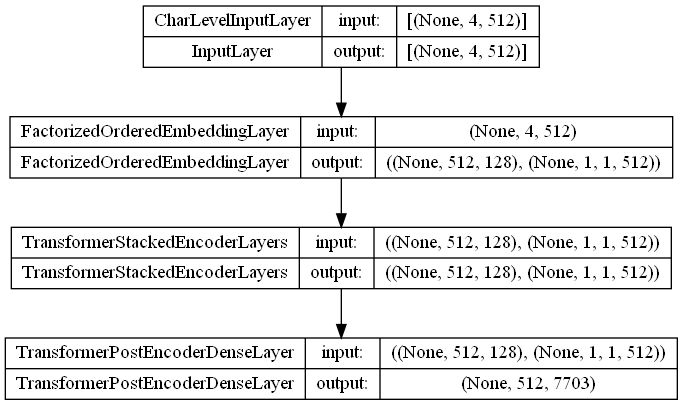 CharLevelInputLayer input: [(None, 4, 512)]
InputLayer output: [(None, 4, 512)]
FactorizedOrderedEmbeddingLayer input: (None, 4, 512)
FactorizedOrderedEmbeddingLayer output: ((None, 512, 128), (None, 1, 1, 512))
TransformerStackedEncoderLayers input: ((None, 512, 128), (None, 1, 1, 512))
TransformerStackedEncoderLayers output: ((None, 512, 128), (None, 1, 1, 512))
TransformerPostEncoderDenseLayer input: ((None, 512, 128), (None, 1, 1, 512))
TransformerPostEncoderDenseLayer output: (None, 512, 7703)